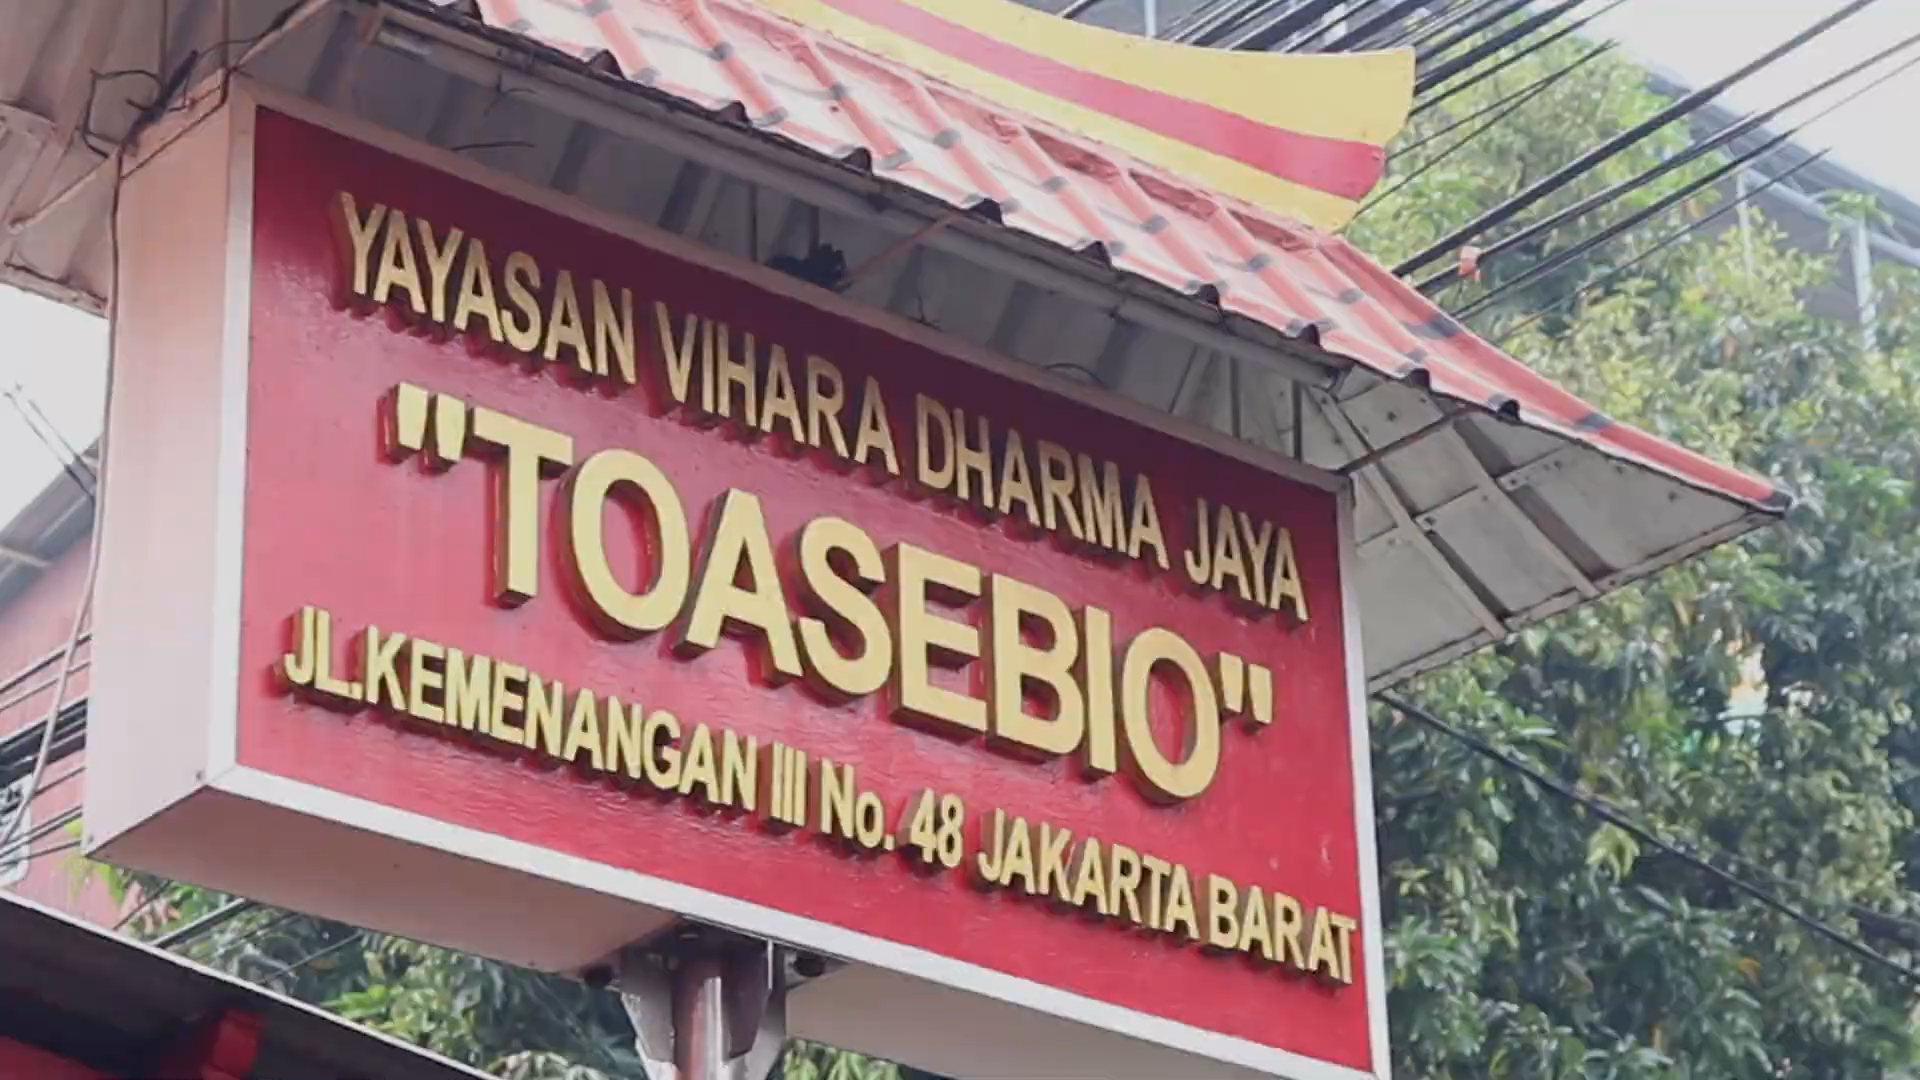 YAYASAN VIHARA DHARMA JAYA
"TOASEBIO"
JL.KEMENANGAN III No. 48 JAKARTA BARAT